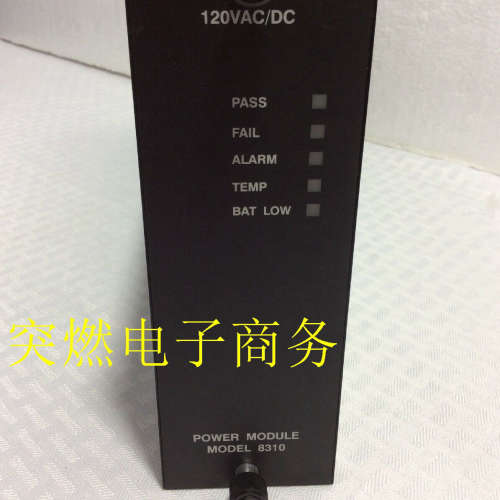 120VAC/DC
PASS
FAIL
ALARM
TEMP
BAT LOW
突燃电子商务
POWER MODULE
MODEL 8310